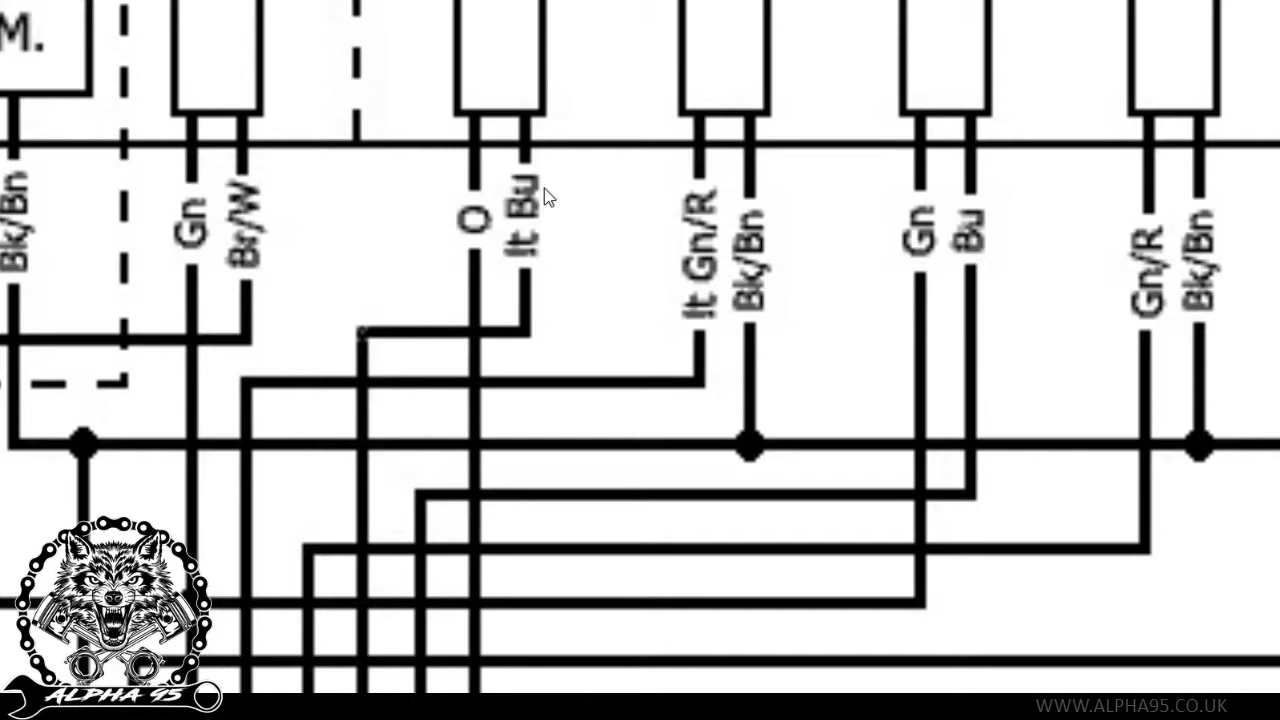 M.
Bk/Bn
Gn
Br/W
O
lt Bu
lt Gn/R
Bk/Bn
Gn
Bu
Gn/R
Bk/Bn
ALPHA 95
WWW.ALPHA95.CO.UK